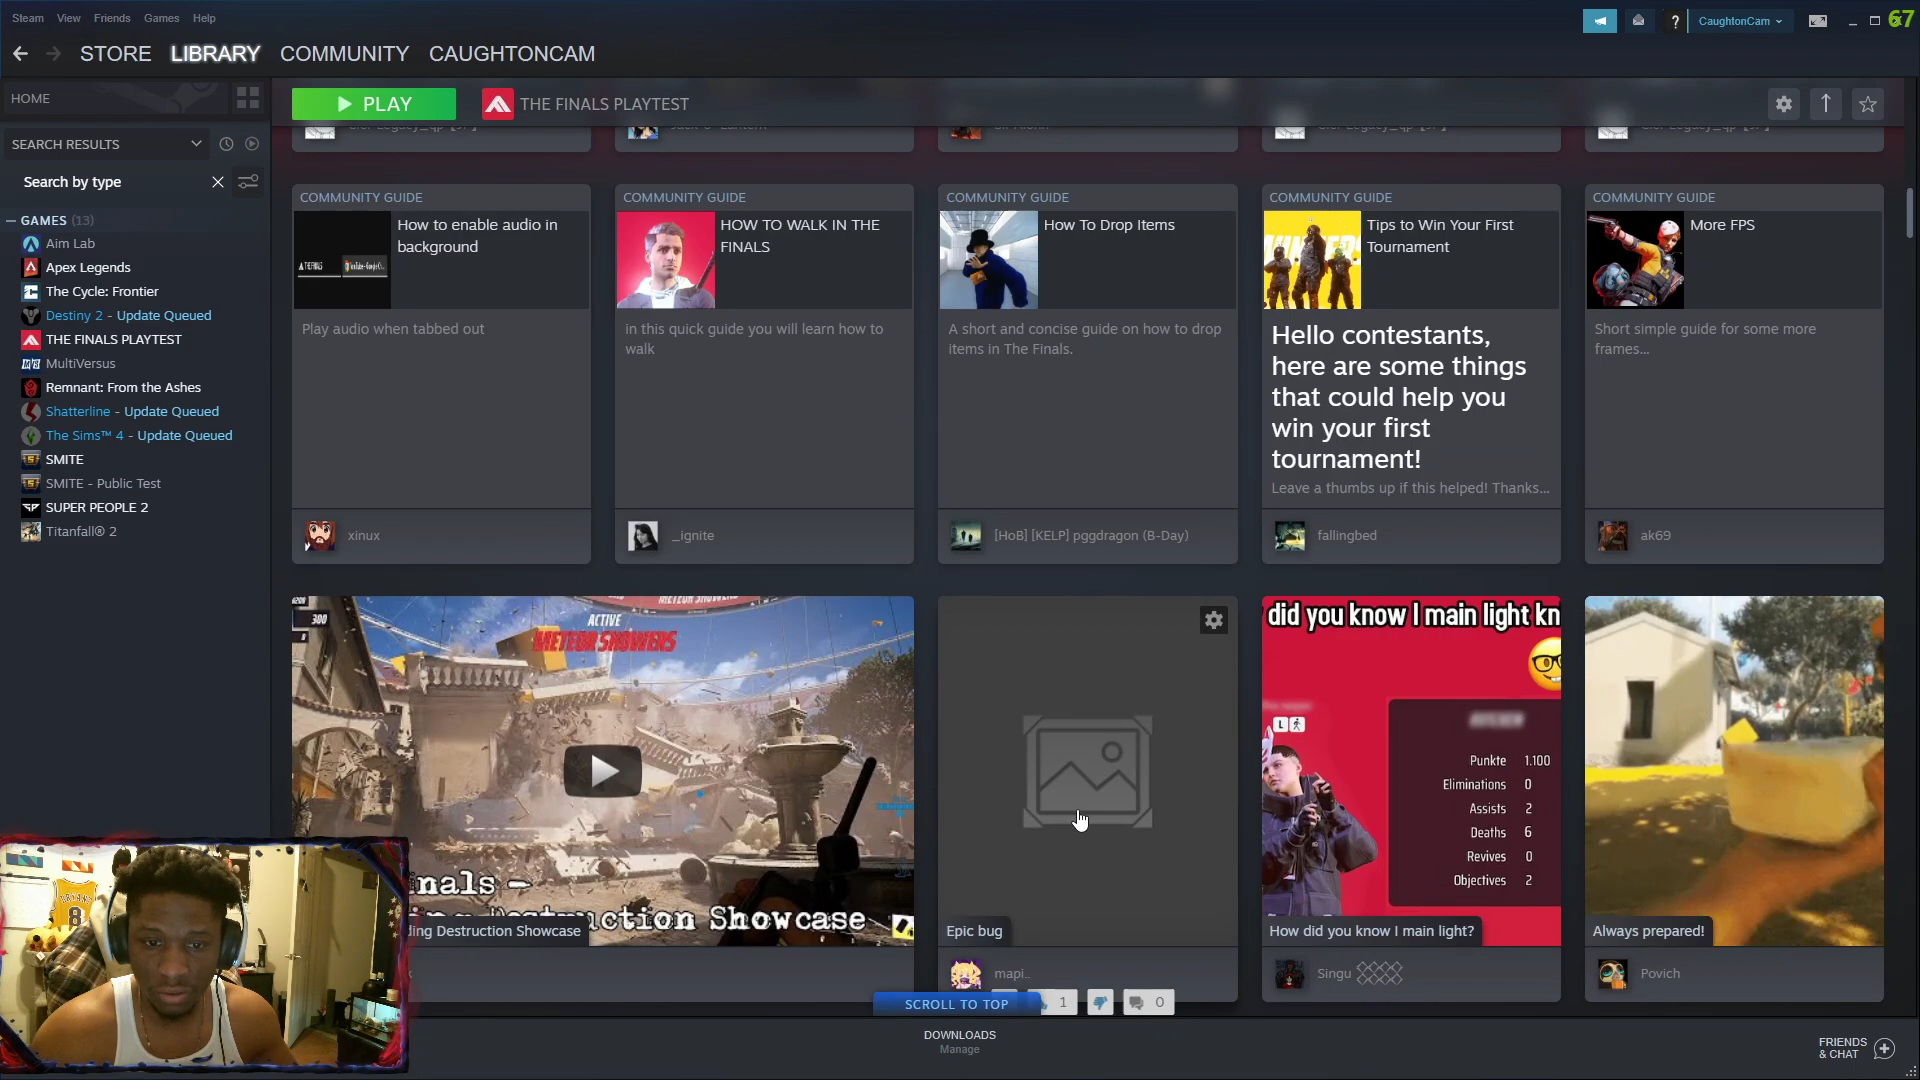 Steam View Friends Games Help
CaughtonCam
67
STORE LIBRARY COMMUNITY CAUGHTONCAM
HOME
SEARCH RESULTS
Search by type
GAMES (13)
Aim Lab
Apex Legends
The Cycle: Frontier
Destiny 2 - Update Queued
THE FINALS PLAYTEST
MultiVersus
Remnant: From the Ashes
Shatterline - Update Queued
The Sims™ 4 - Update Queued
SMITE
SMITE - Public Test
SUPER PEOPLE 2
Titanfall® 2
PLAY
THE FINALS PLAYTEST
COMMUNITY GUIDE
How to enable audio in
background
Play audio when tabbed out
xinux
COMMUNITY GUIDE
HOW TO WALK IN THE
FINALS
in this quick guide you will learn how to
walk
_ignite
COMMUNITY GUIDE
How To Drop Items
A short and concise guide on how to drop
items in The Finals.
[HoB] [KELP] pggdragon (B-Day)
COMMUNITY GUIDE
Tips to Win Your First
Tournament
Hello contestants,
here are some things
that could help you
win your first
tournament!
Leave a thumbs up if this helped! Thanks...
fallingbed
COMMUNITY GUIDE
More FPS
Short simple guide for some more
frames...
ak69
300
ACTIVE
METEOR SHOWERS
nals -
Destruction Showcase
ding Destruction Showcase
Epic bug
mapi..
1
0
did you know I main light kn
L
Punkte 1.100
Eliminations 0
Assists 2
Deaths 6
Revives 0
Objectives 2
How did you know I main light?
Singu
Always prepared!
Povich
SCROLL TO TOP
DOWNLOADS
Manage
FRIENDS
& CHAT
8